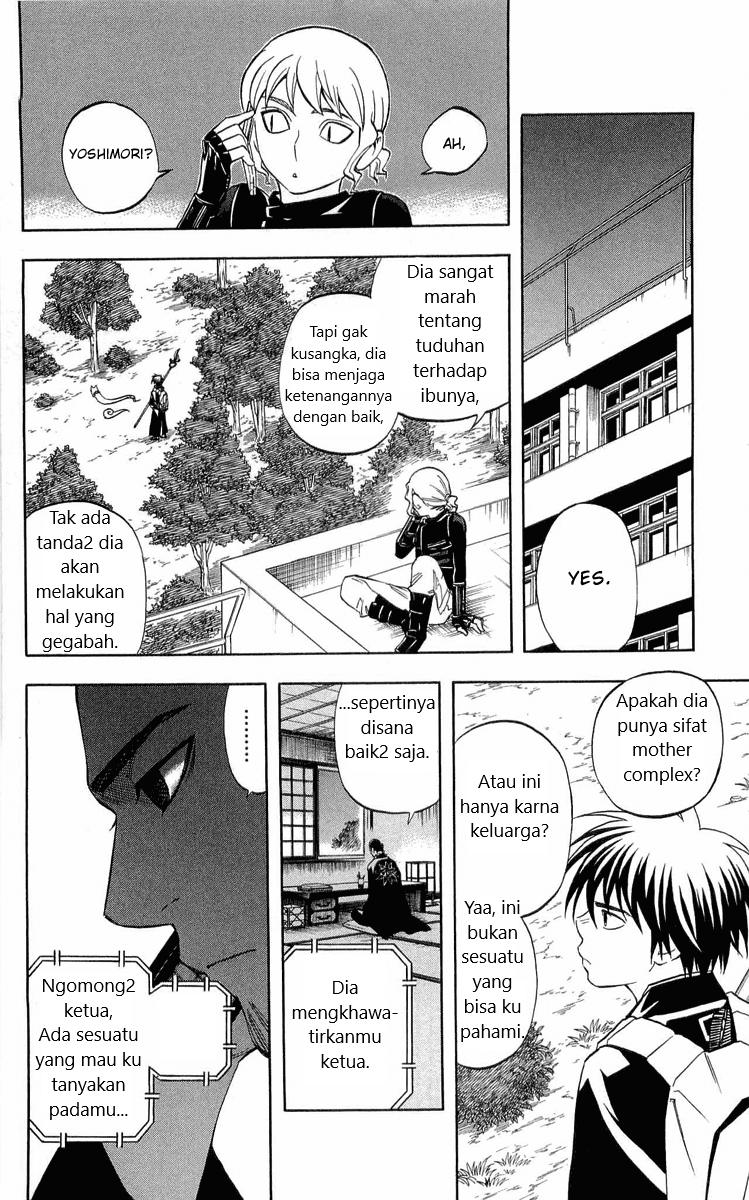 AH,
YOSHIMORI?
YES.
Dia sangat
marah
tentang
tuduhan
terhadap
ibunya,
Tapi gak
kusangka, dia
bisa menjaga
ketenangannya
dengan baik,
Tak ada
tanda2 dia
akan
melakukan
hal yang
gegabah.
Apakah dia
punya sifat
mother
complex?
Atau ini
hanya karna
keluarga?
Yaa, ini
bukan
sesuatu
yang
bisa ku
pahami.
...sepertinya
disana
baik2 saja.
Dia
mengkhawa-
tirkanmu
ketua.
.........
Ngomong2
ketua,
Ada sesuatu
yang mau ku
tanyakan
padamu...